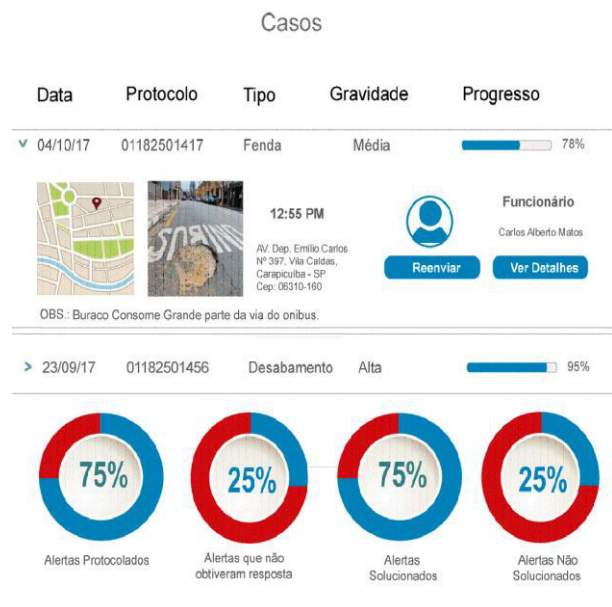 Casos
Data Protocolo Tipo Gravidade Progresso
04/10/17 01182501417 Fenda Média 78%
12:55 PM
AV. Dep. Emílio Carlos
Nº 397, Vila Caldas,
Carapicuíba - SP
Cep: 06310-160
Funcionário
Carlos Alberto Matos
Reenviar
Ver Detalhes
OBS.: Buraco Consome Grande parte da via do onibus.
23/09/17 01182501456 Desabamento Alta 95%
75%
25%
75%
25%
Alertas Protocolados
Alertas que não
obtiveram resposta
Alertas
Solucionados
Alertas Não
Solucionados